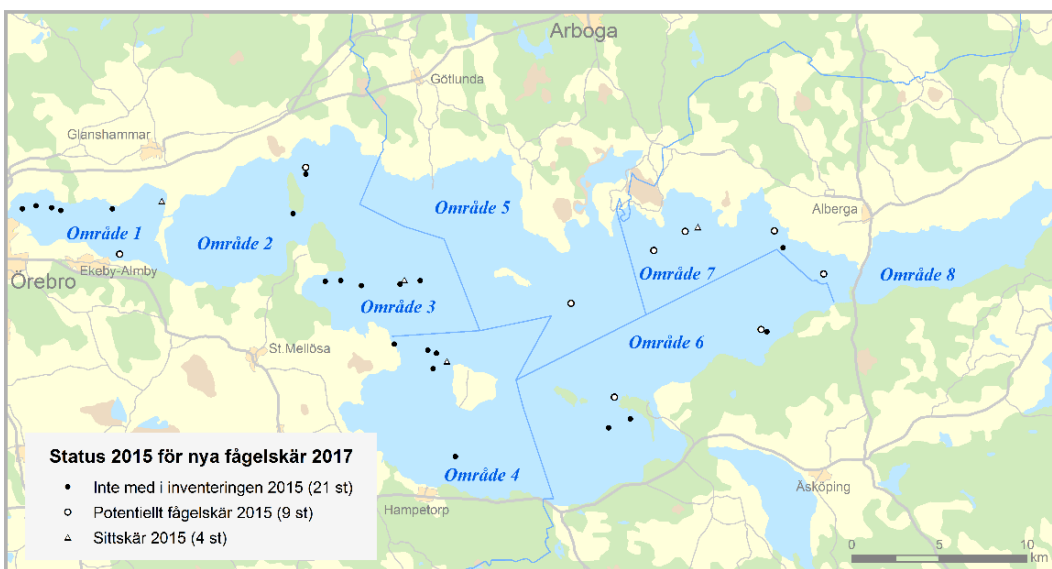 Arboga
Götlunda
Glanshammar
Område 5
Alberga
Område 1
Område 2
Område 7
Område 8
Ekeby-Almby
Örebro
Område 3
Område 6
St.Mellösa
Status 2015 för nya fågelskär 2017
Inte med i inventeringen 2015 (21 st)
Potentiellt fågelskär 2015 (9 st)
Sittskär 2015 (4 st)
Område 4
Hampetorp
Äsköping
0 5 10
km